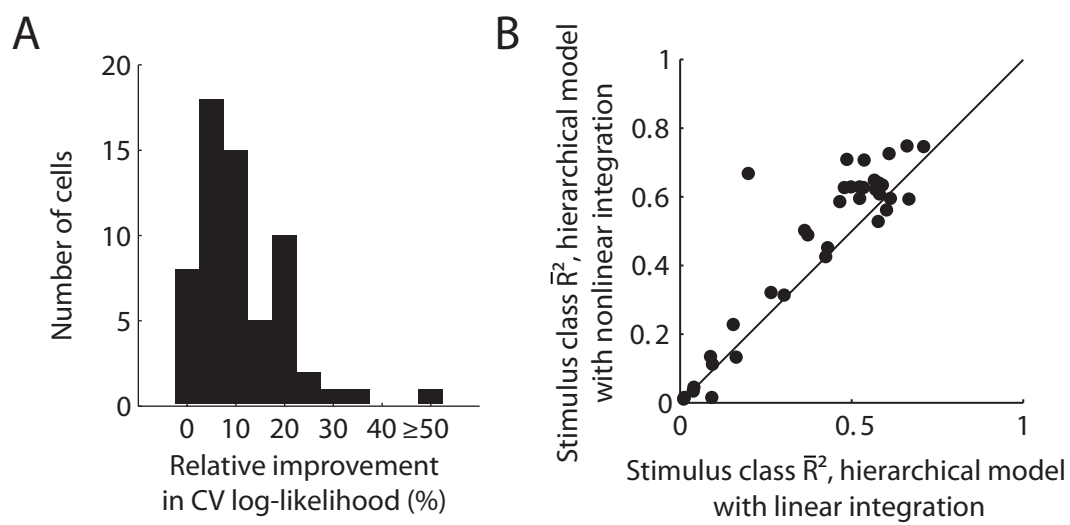 A
Number of cells
20
15
10
5
0
0 10 20 30 40 ≥50
Relative improvement
in CV log-likelihood (%)
B
Stimulus class R̅², hierarchical model
with nonlinear integration
1
0.8
0.6
0.4
0.2
0
0 0.5 1
Stimulus class R̅², hierarchical model
with linear integration